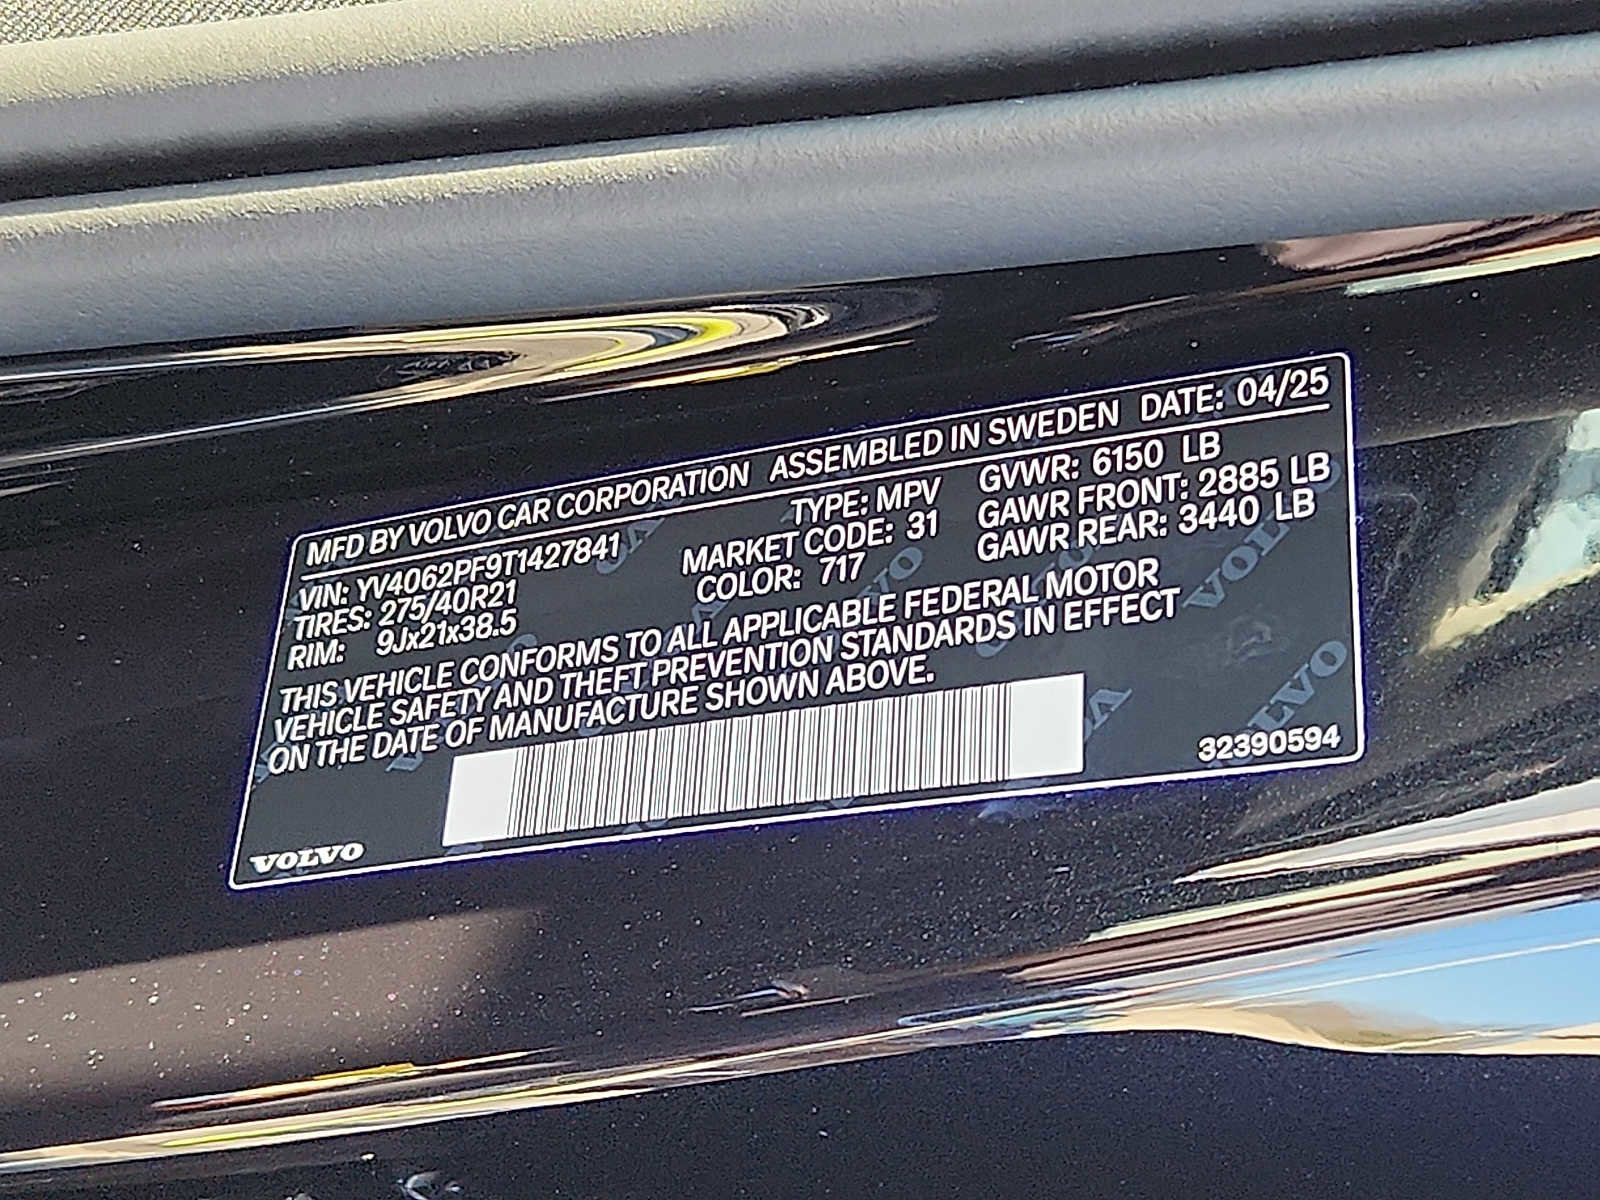 MFD BY VOLVO CAR CORPORATION ASSEMBLED IN SWEDEN DATE: 04/25
VIN: YV4062PF9T1427841 TYPE: MPV GVWR: 6150 LB
TIRES: 275/40R21 MARKET CODE: 31 GAWR FRONT: 2885 LB
RIM: 9Jx21x38.5 COLOR: 717 GAWR REAR: 3440 LB
THIS VEHICLE CONFORMS TO ALL APPLICABLE FEDERAL MOTOR
VEHICLE SAFETY AND THEFT PREVENTION STANDARDS IN EFFECT
ON THE DATE OF MANUFACTURE SHOWN ABOVE.
32390594
VOLVO